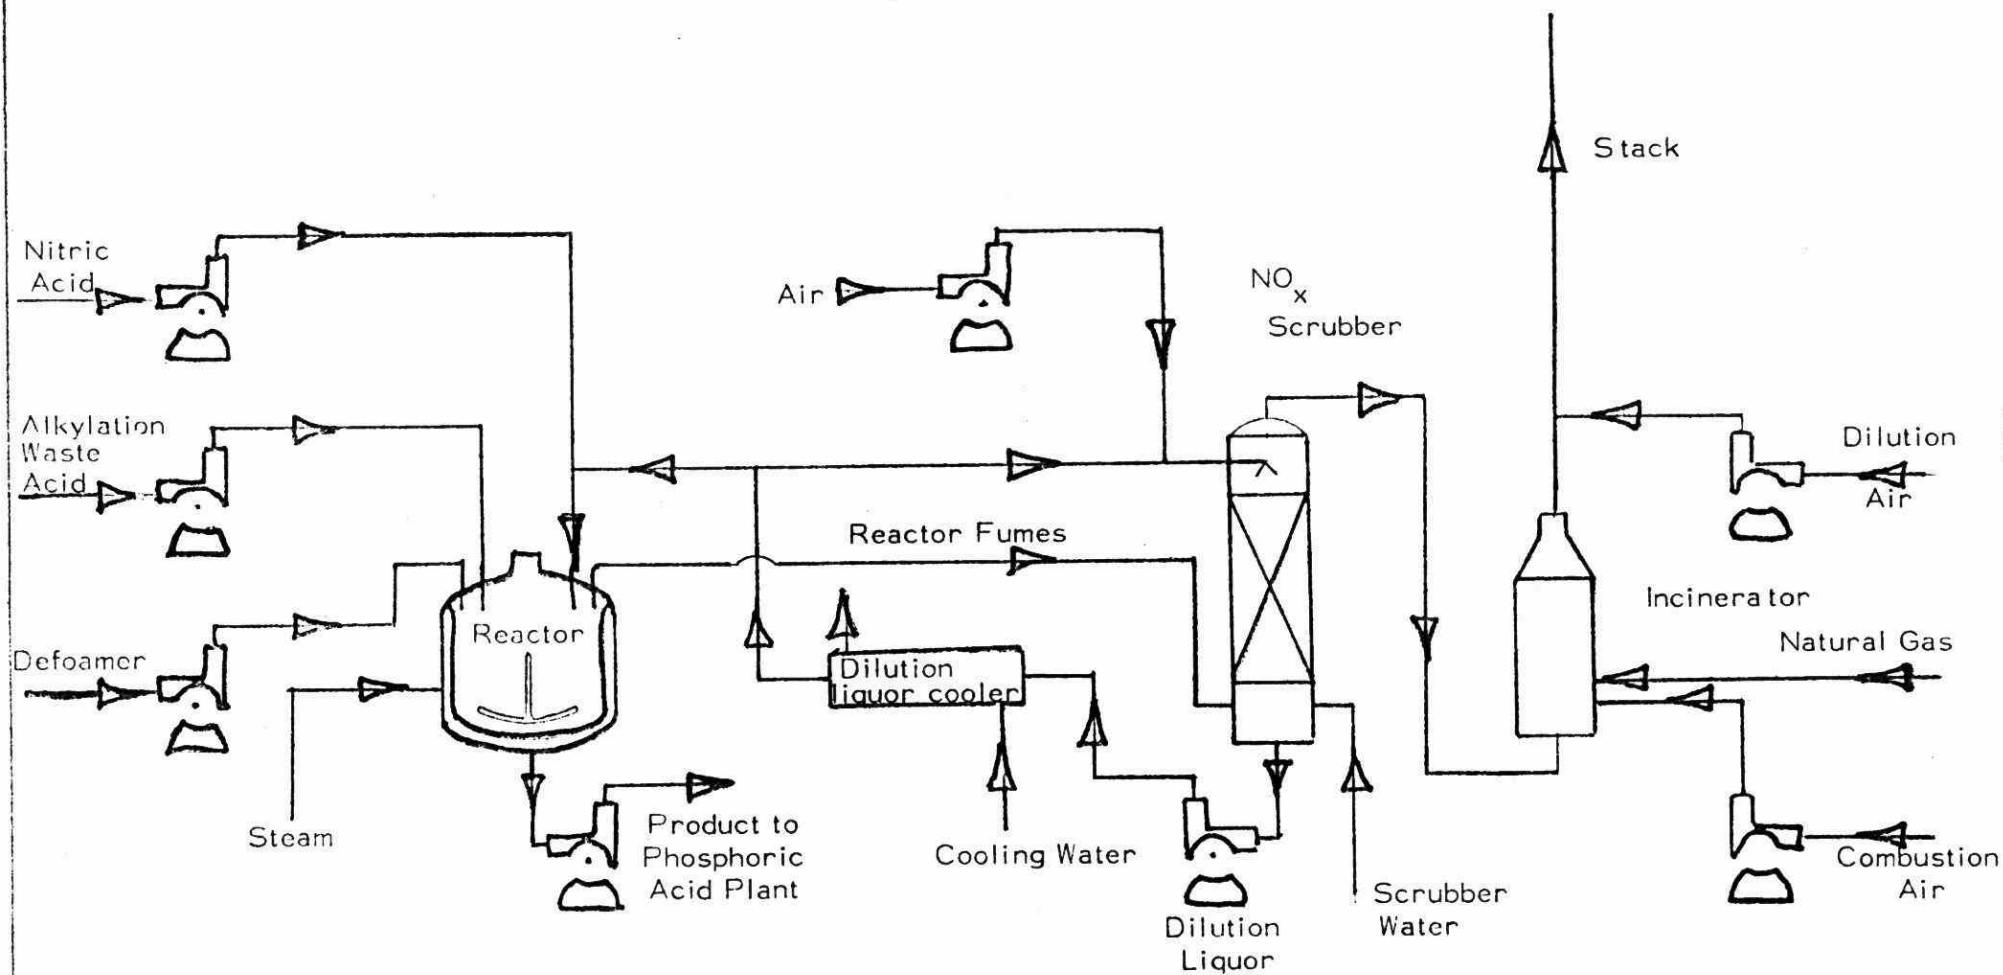 Stack
Nitric
Acid
Air
NOx
Scrubber
Alkylation
Waste
Acid
Dilution
Air
Reactor Fumes
Reactor
Incinerator
Defoamer
Dilution
liquor cooler
Natural Gas
Steam
Product to
Phosphoric
Acid Plant
Cooling Water
Combustion
Air
Scrubber
Water
Dilution
Liquor